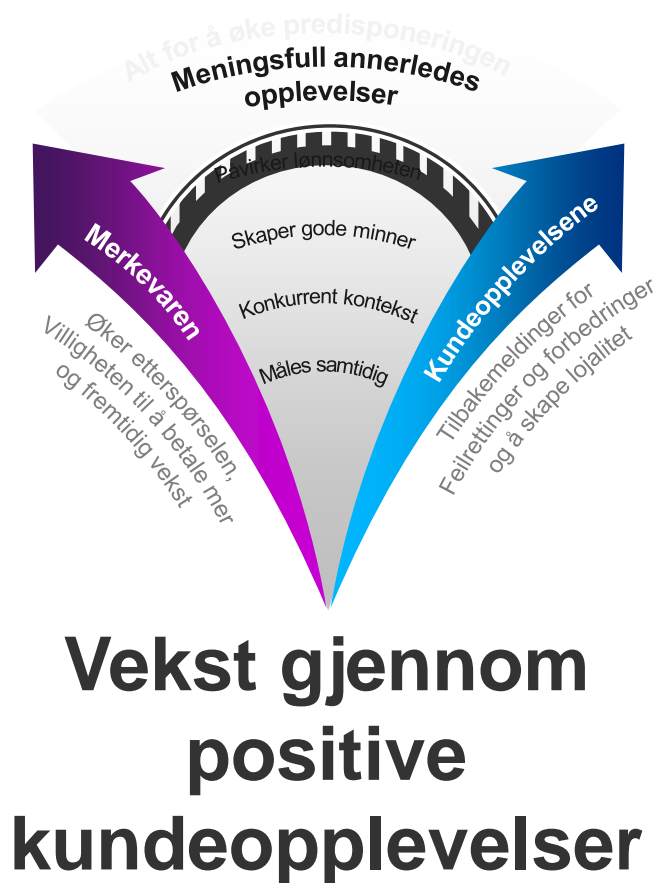 Alt for å øke predisponeringen
Meningsfull annerledes
opplevelser
Påvirker lønnsomheten
Skaper gode minner
Konkurrent kontekst
Måles samtidig
Merkevaren
Øker etterspørselen,
Villigheten til å betale mer
og fremtidig vekst
Kundeopplevelsene
Tilbakemeldinger for
Feilrettinger og forbedringer
og å skape lojalitet
Vekst gjennom
positive
kundeopplevelser